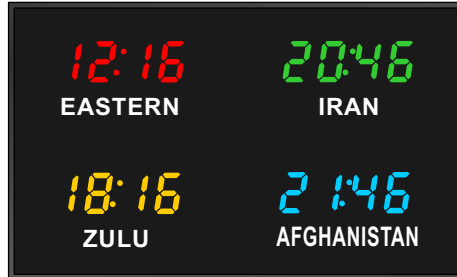 12:16 20:46
EASTERN IRAN
18:16 21:46
ZULU AFGHANISTAN